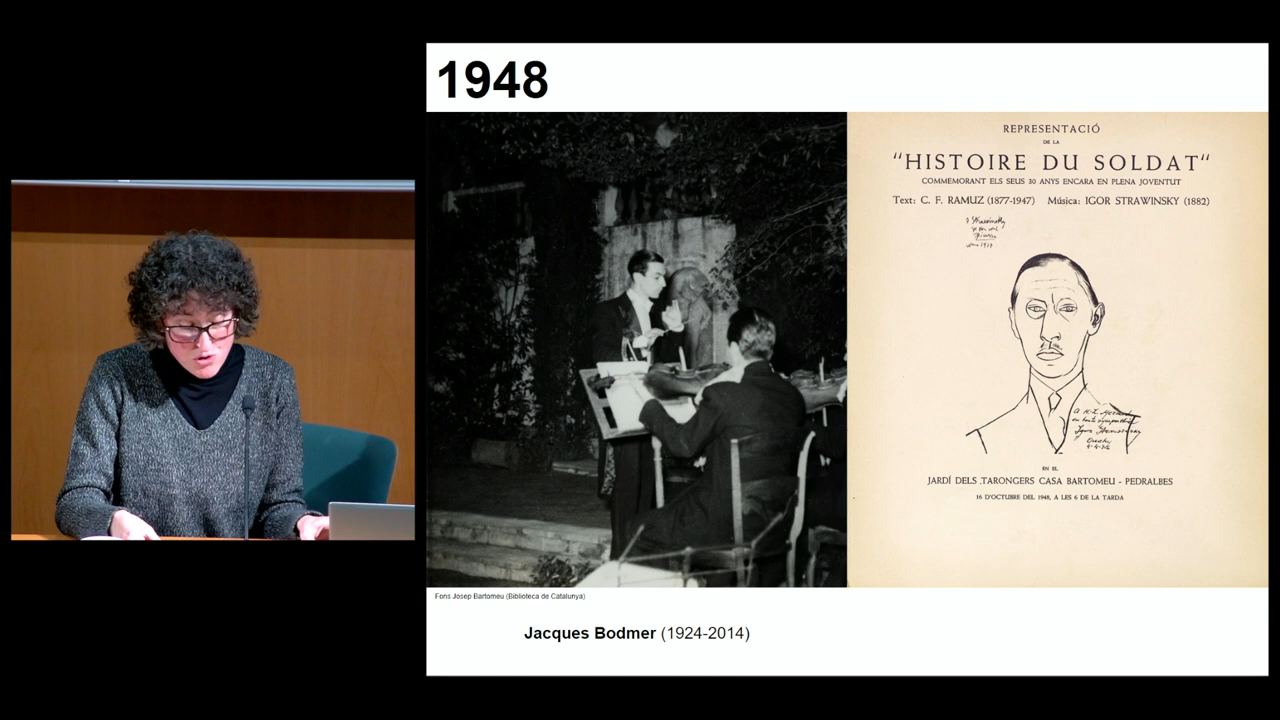 1948
REPRESENTACIÓ
DE LA
"HISTOIRE DU SOLDAT"
COMMEMORANT ELS SEUS 30 ANYS ENCARA EN PLENA JOVENTUT
Text: C. F. RAMUZ (1877-1947) Música: IGOR STRAWINSKY (1882)
EN EL
JARDÍ DELS TARONGERS CASA BARTOMEU - PEDRALBES
16 D'OCTUBRE DEL 1948, A LES 6 DE LA TARDA
Fons Josep Bartomeu (Biblioteca de Catalunya)
Jacques Bodmer (1924-2014)